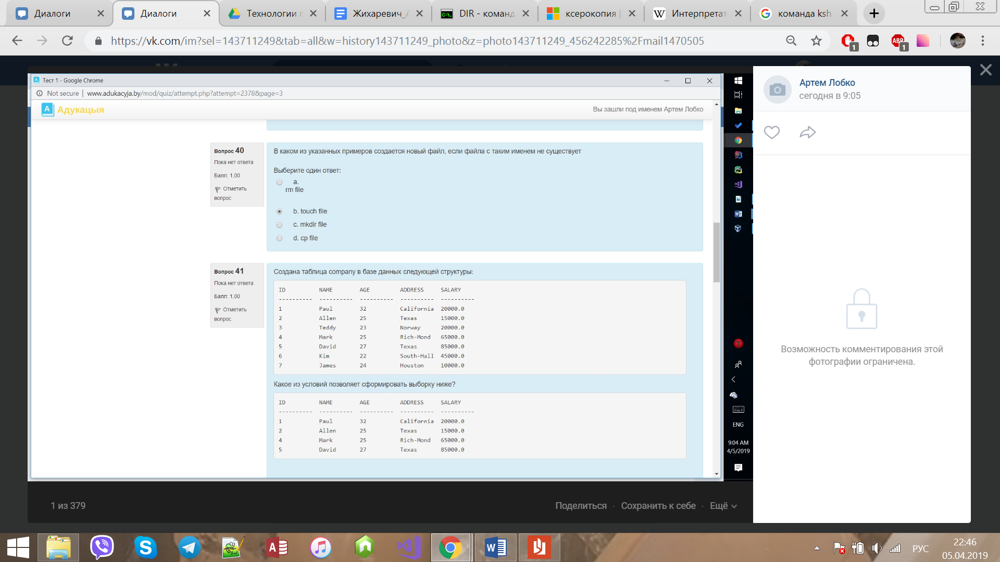 Диалоги
Диалоги
Технологии п
Жихаревич_А
DIR - команд
ксерокопия |
Интерпретат
команда ksh
https://vk.com/im?sel=143711249&tab=all&w=history143711249_photo&z=photo143711249_456242285%2Fmail1470505
1
ABP
1
Тест 1 - Google Chrome
Not secure | www.adukacyja.by/mod/quiz/attempt.php?attempt=2378&page=3
A Адукацыя
Вы зашли под именем Артем Лобко
Вопрос 40
Пока нет ответа
Балл: 1,00
Отметить
вопрос
В каком из указанных примеров создается новый файл, если файла с таким именем не существует
Выберите один ответ:
a.
rm file
b. touch file
c. mkdir file
d. cp file
Вопрос 41
Пока нет ответа
Балл: 1,00
Отметить
вопрос
Создана таблица company в базе данных следующей структуры:
ID NAME AGE ADDRESS SALARY
---------- ---------- ---------- ---------- ----------
1 Paul 32 California 20000.0
2 Allen 25 Texas 15000.0
3 Teddy 23 Norway 20000.0
4 Mark 25 Rich-Mond 65000.0
5 David 27 Texas 85000.0
6 Kim 22 South-Hall 45000.0
7 James 24 Houston 10000.0
Какое из условий позволяет сформировать выборку ниже?
ID NAME AGE ADDRESS SALARY
---------- ---------- ---------- ---------- ----------
1 Paul 32 California 20000.0
2 Allen 25 Texas 15000.0
4 Mark 25 Rich-Mond 65000.0
5 David 27 Texas 85000.0
ENG
9:04 AM
4/5/2019
Артем Лобко
сегодня в 9:05
Возможность комментирования этой
фотографии ограничена.
1 из 379
Поделиться · Сохранить к себе · Ещё
РУС
22:46
05.04.2019